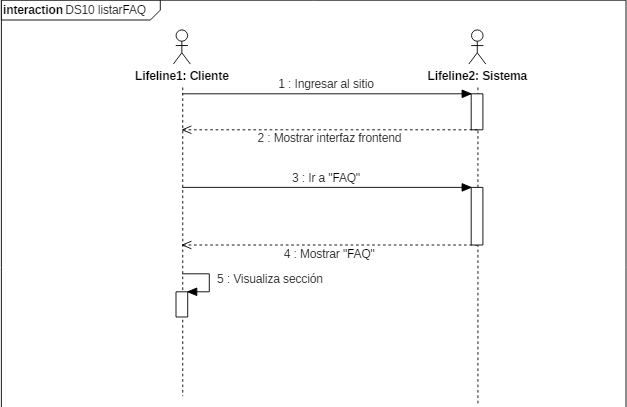 interaction DS10 listarFAQ
Lifeline1: Cliente
Lifeline2: Sistema
1 : Ingresar al sitio
2 : Mostrar interfaz frontend
3 : Ir a "FAQ"
4 : Mostrar "FAQ"
5 : Visualiza sección